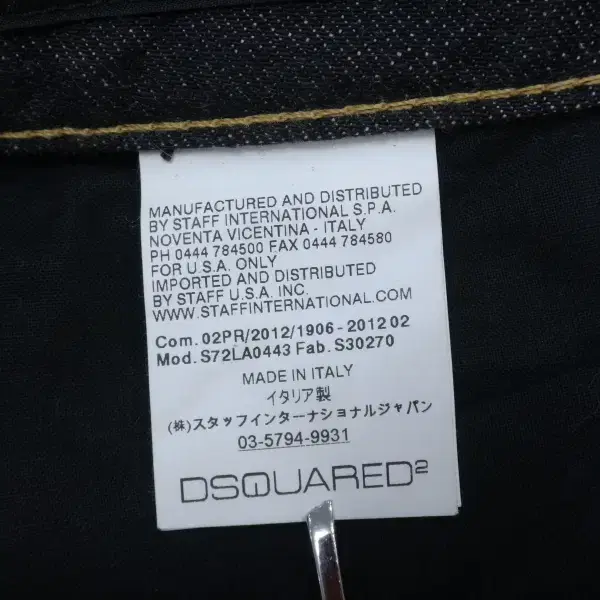 MANUFACTURED AND DISTRIBUTED
BY STAFF INTERNATIONAL S.P.A.
NOVENTA VICENTINA - ITALY
PH 0444 784500 FAX 0444 784580
FOR U.S.A. ONLY
IMPORTED AND DISTRIBUTED
BY STAFF U.S.A. INC.
WWW.STAFFINTERNATIONAL.COM
Com. 02PR/2012/1906 - 2012 02
Mod. S72LA0443 Fab. S30270
MADE IN ITALY
イタリア製
(株)スタッフインターナショナルジャパン
03-5794-9931
DSQUARED2